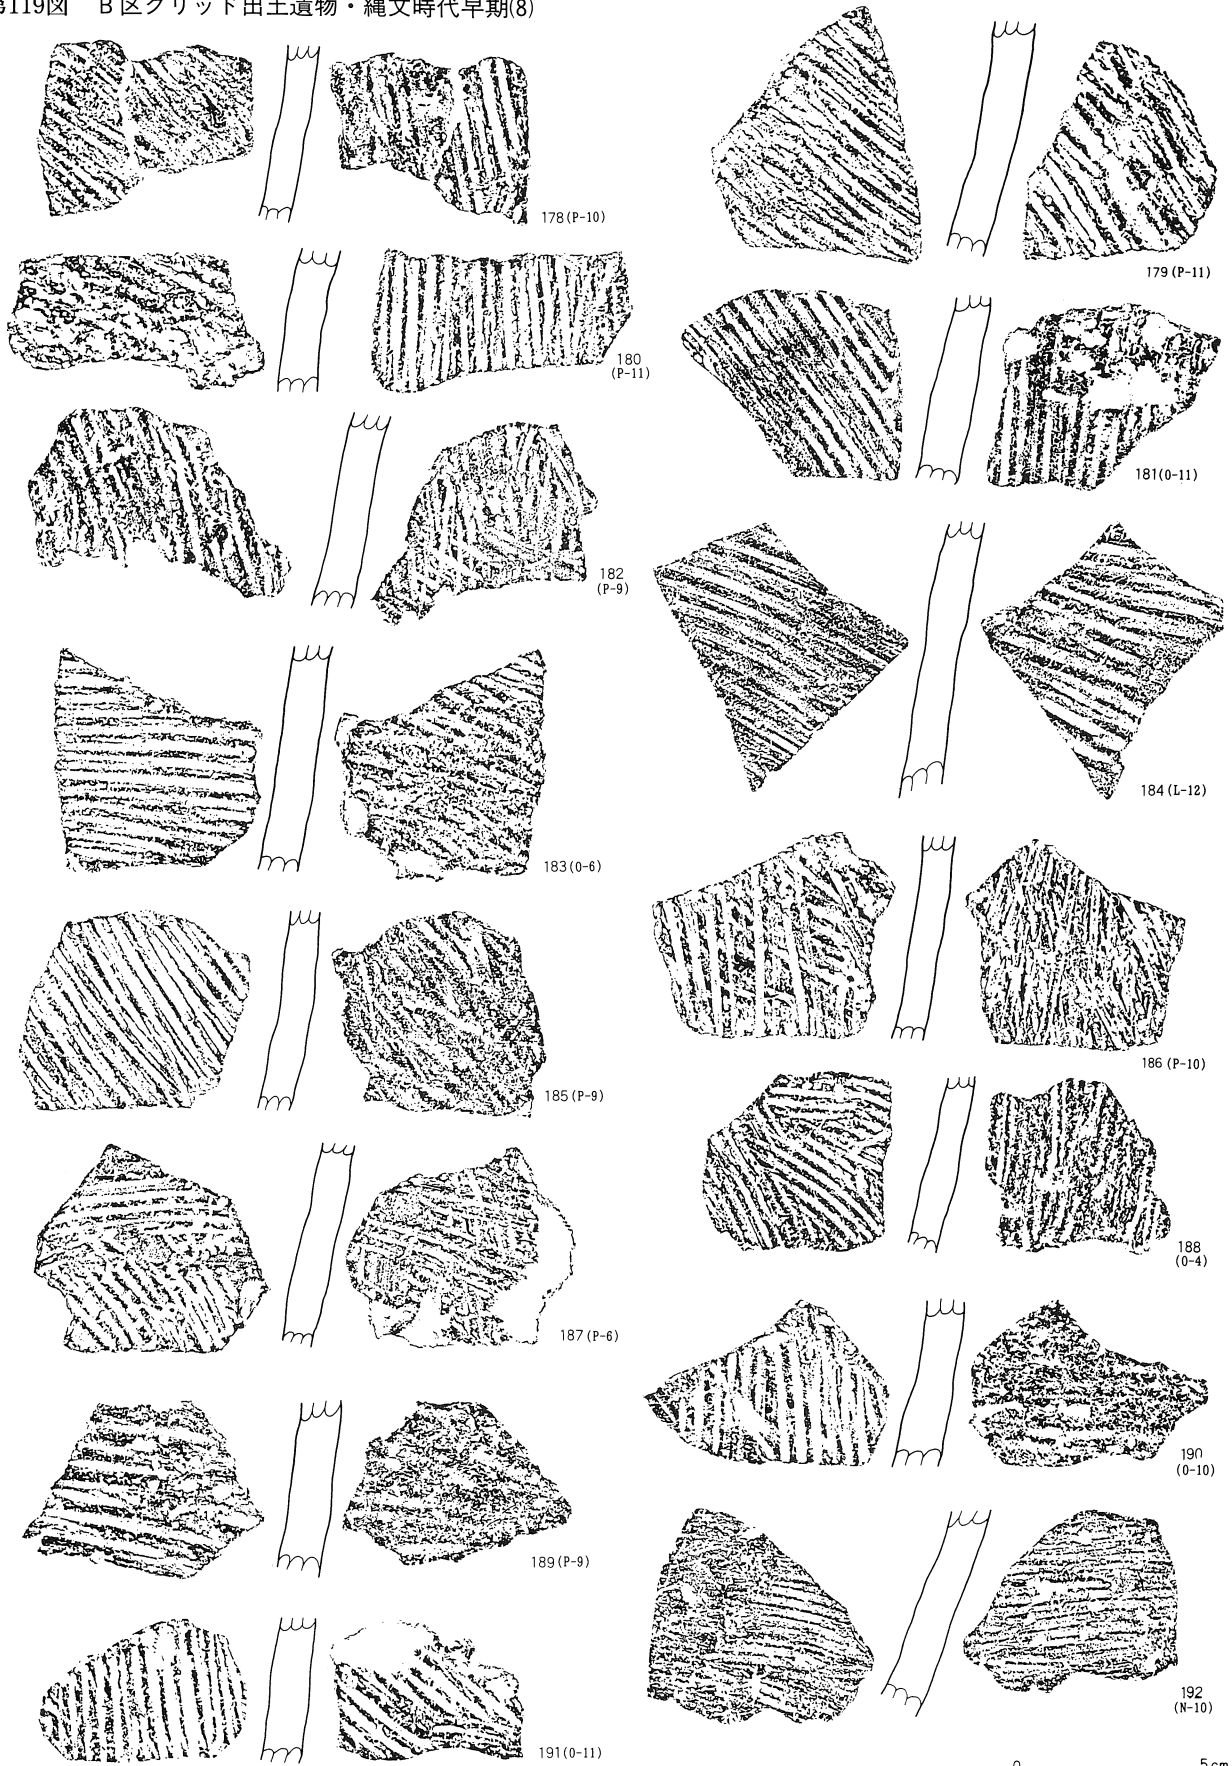 第119図 B区グリッド出土遺物・縄文時代早期(8)
178(P-10)
179(P-11)
180
(P-11)
181(O-11)
182
(P-9)
183(O-6)
184(L-12)
185(P-9)
186(P-10)
187(P-6)
188
(O-4)
189(P-9)
190
(O-10)
191(O-11)
192
(N-10)
0 5cm